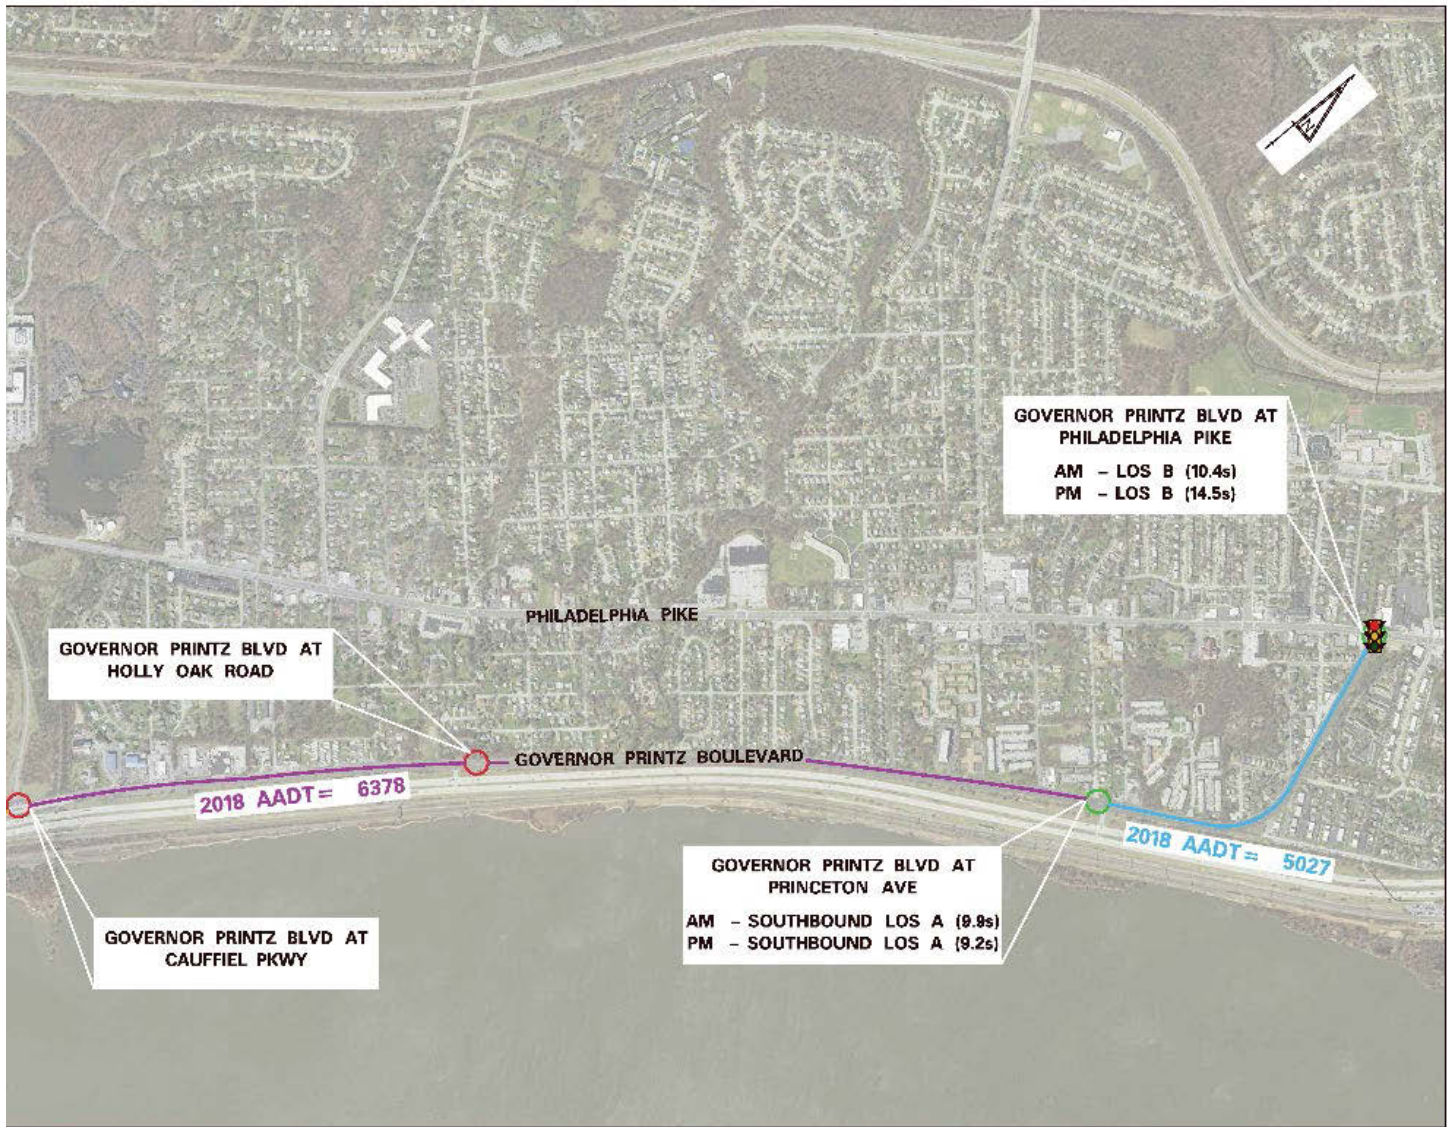 N
GOVERNOR PRINTZ BLVD AT
PHILADELPHIA PIKE
AM - LOS B (10.4s)
PM - LOS B (14.5s)
PHILADELPHIA PIKE
GOVERNOR PRINTZ BLVD AT
HOLLY OAK ROAD
GOVERNOR PRINTZ BOULEVARD
2018 AADT= 6378
2018 AADT= 5027
GOVERNOR PRINTZ BLVD AT
PRINCETON AVE
AM - SOUTHBOUND LOS A (9.9s)
PM - SOUTHBOUND LOS A (9.2s)
GOVERNOR PRINTZ BLVD AT
CAUFFIEL PKWY